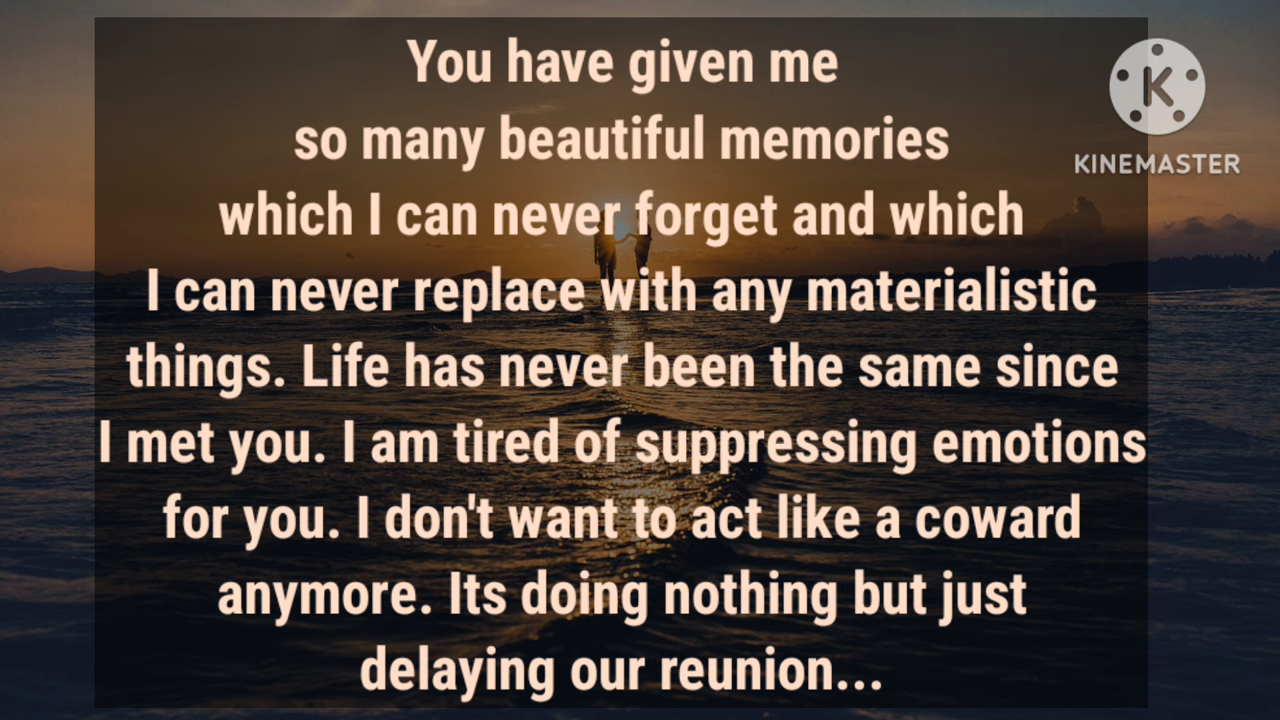 You have given me
so many beautiful memories
which I can never forget and which
I can never replace with any materialistic
things. Life has never been the same since
I met you. I am tired of suppressing emotions
for you. I don't want to act like a coward
anymore. Its doing nothing but just
delaying our reunion...
K
KINEMASTER